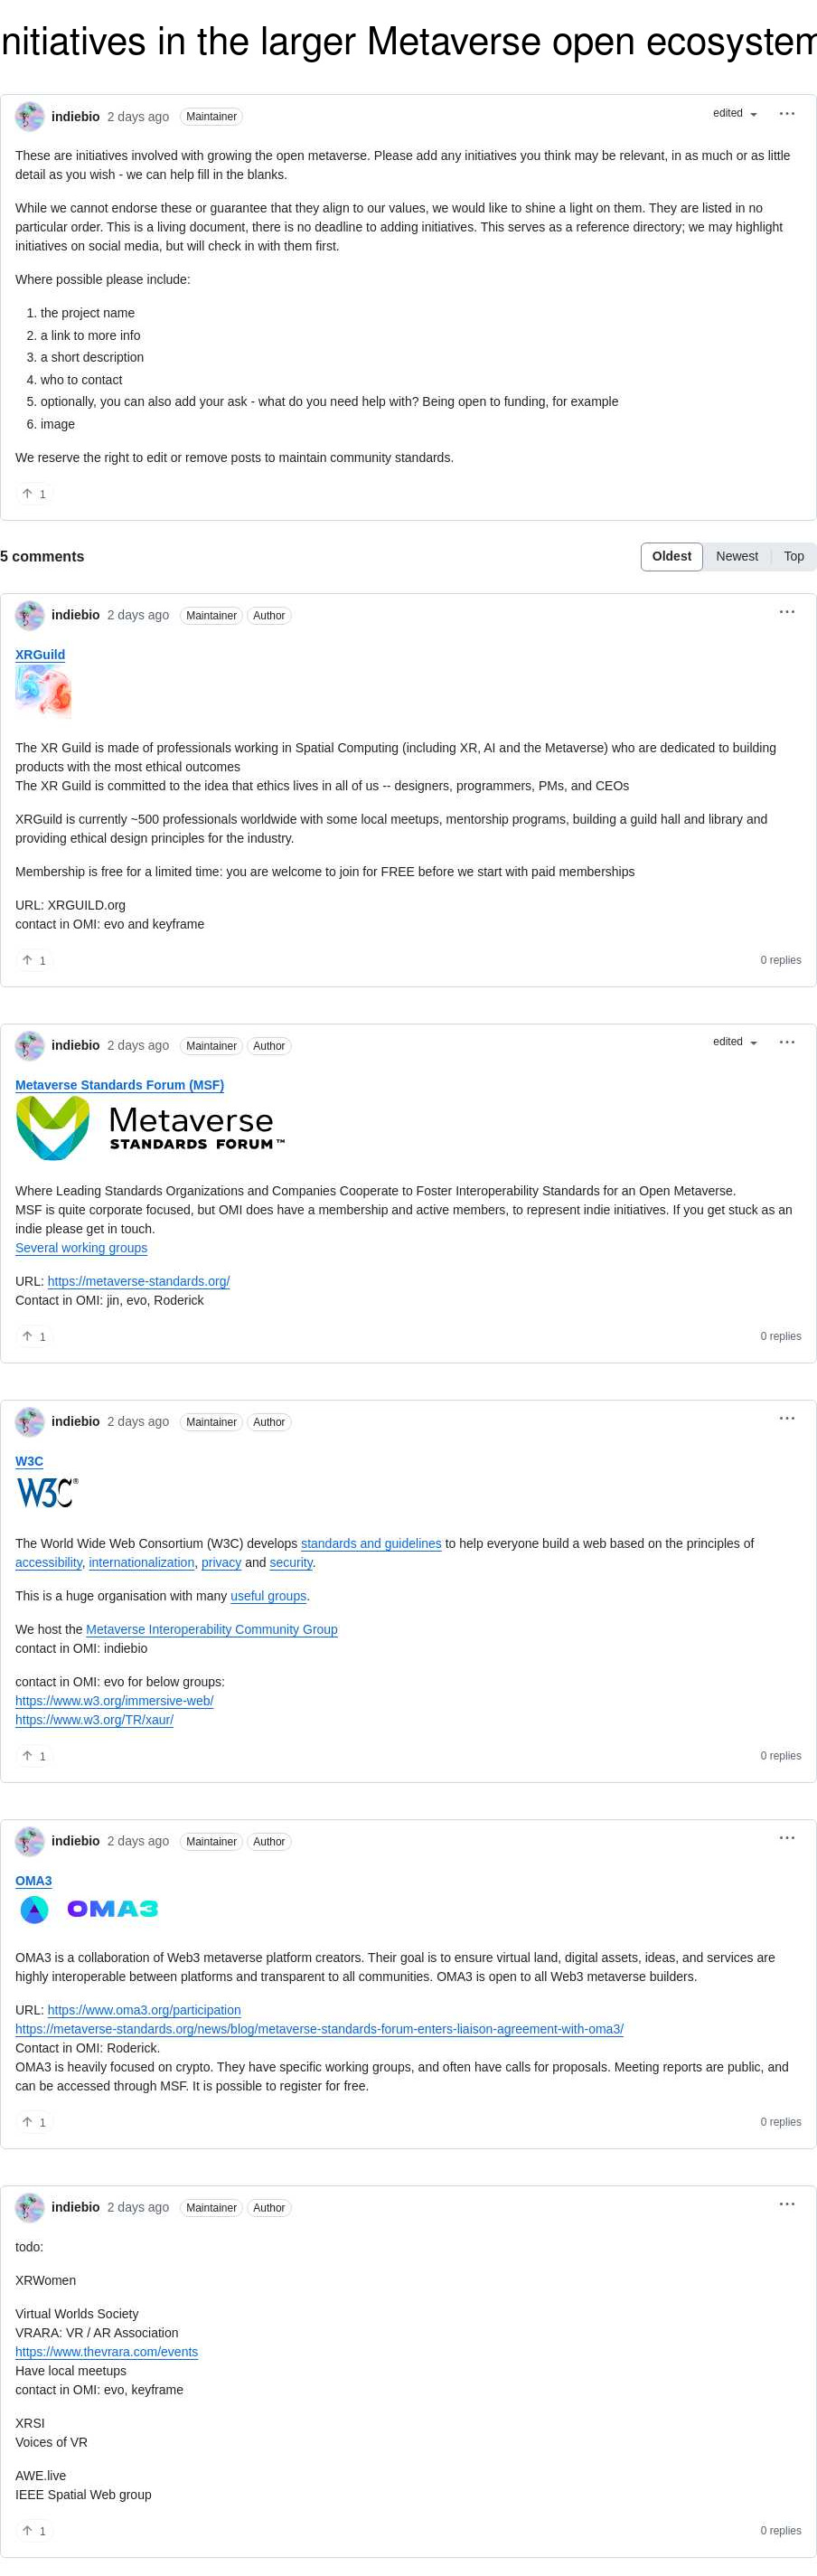 nitiatives in the larger Metaverse open ecosystem
indiebio 2 days ago Maintainer
edited
These are initiatives involved with growing the open metaverse. Please add any initiatives you think may be relevant, in as much or as little
detail as you wish - we can help fill in the blanks.
While we cannot endorse these or guarantee that they align to our values, we would like to shine a light on them. They are listed in no
particular order. This is a living document, there is no deadline to adding initiatives. This serves as a reference directory; we may highlight
initiatives on social media, but will check in with them first.
Where possible please include:
1. the project name
2. a link to more info
3. a short description
4. who to contact
5. optionally, you can also add your ask - what do you need help with? Being open to funding, for example
6. image
We reserve the right to edit or remove posts to maintain community standards.
1
5 comments
Oldest Newest Top
indiebio 2 days ago Maintainer Author
XRGuild
The XR Guild is made of professionals working in Spatial Computing (including XR, AI and the Metaverse) who are dedicated to building
products with the most ethical outcomes
The XR Guild is committed to the idea that ethics lives in all of us -- designers, programmers, PMs, and CEOs
XRGuild is currently ~500 professionals worldwide with some local meetups, mentorship programs, building a guild hall and library and
providing ethical design principles for the industry.
Membership is free for a limited time: you are welcome to join for FREE before we start with paid memberships
URL: XRGUILD.org
contact in OMI: evo and keyframe
1
0 replies
indiebio 2 days ago Maintainer Author
edited
Metaverse Standards Forum (MSF)
Metaverse
STANDARDS FORUM™
Where Leading Standards Organizations and Companies Cooperate to Foster Interoperability Standards for an Open Metaverse.
MSF is quite corporate focused, but OMI does have a membership and active members, to represent indie initiatives. If you get stuck as an
indie please get in touch.
Several working groups
URL: https://metaverse-standards.org/
Contact in OMI: jin, evo, Roderick
1
0 replies
indiebio 2 days ago Maintainer Author
W3C
W3C®
The World Wide Web Consortium (W3C) develops standards and guidelines to help everyone build a web based on the principles of
accessibility, internationalization, privacy and security.
This is a huge organisation with many useful groups.
We host the Metaverse Interoperability Community Group
contact in OMI: indiebio
contact in OMI: evo for below groups:
https://www.w3.org/immersive-web/
https://www.w3.org/TR/xaur/
1
0 replies
indiebio 2 days ago Maintainer Author
OMA3
OMA3
OMA3 is a collaboration of Web3 metaverse platform creators. Their goal is to ensure virtual land, digital assets, ideas, and services are
highly interoperable between platforms and transparent to all communities. OMA3 is open to all Web3 metaverse builders.
URL: https://www.oma3.org/participation
https://metaverse-standards.org/news/blog/metaverse-standards-forum-enters-liaison-agreement-with-oma3/
Contact in OMI: Roderick.
OMA3 is heavily focused on crypto. They have specific working groups, and often have calls for proposals. Meeting reports are public, and
can be accessed through MSF. It is possible to register for free.
1
0 replies
indiebio 2 days ago Maintainer Author
todo:
XRWomen
Virtual Worlds Society
VRARA: VR / AR Association
https://www.thevrara.com/events
Have local meetups
contact in OMI: evo, keyframe
XRSI
Voices of VR
AWE.live
IEEE Spatial Web group
1
0 replies